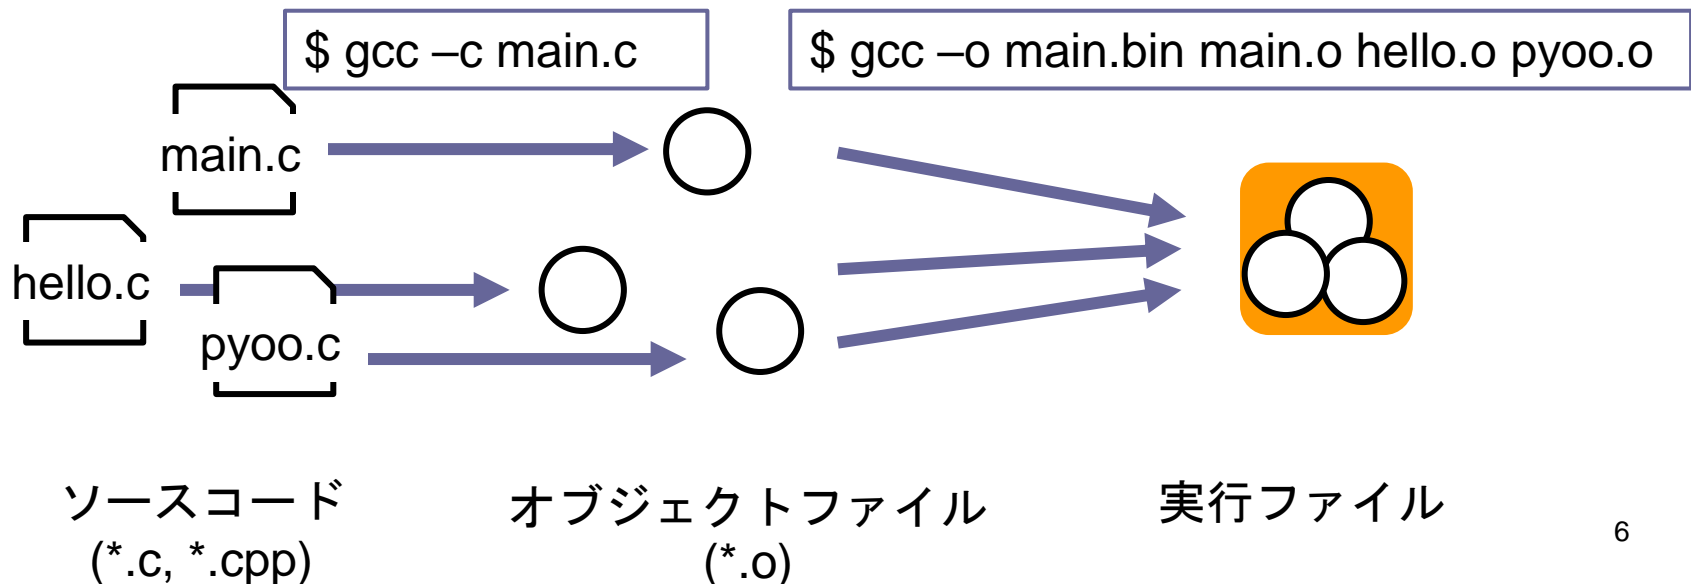 $ gcc –c main.c
$ gcc –o main.bin main.o hello.o pyoo.o
main.c
hello.c
pyoo.c
ソースコード
(*.c, *.cpp)
オブジェクトファイル
(*.o)
実行ファイル
6